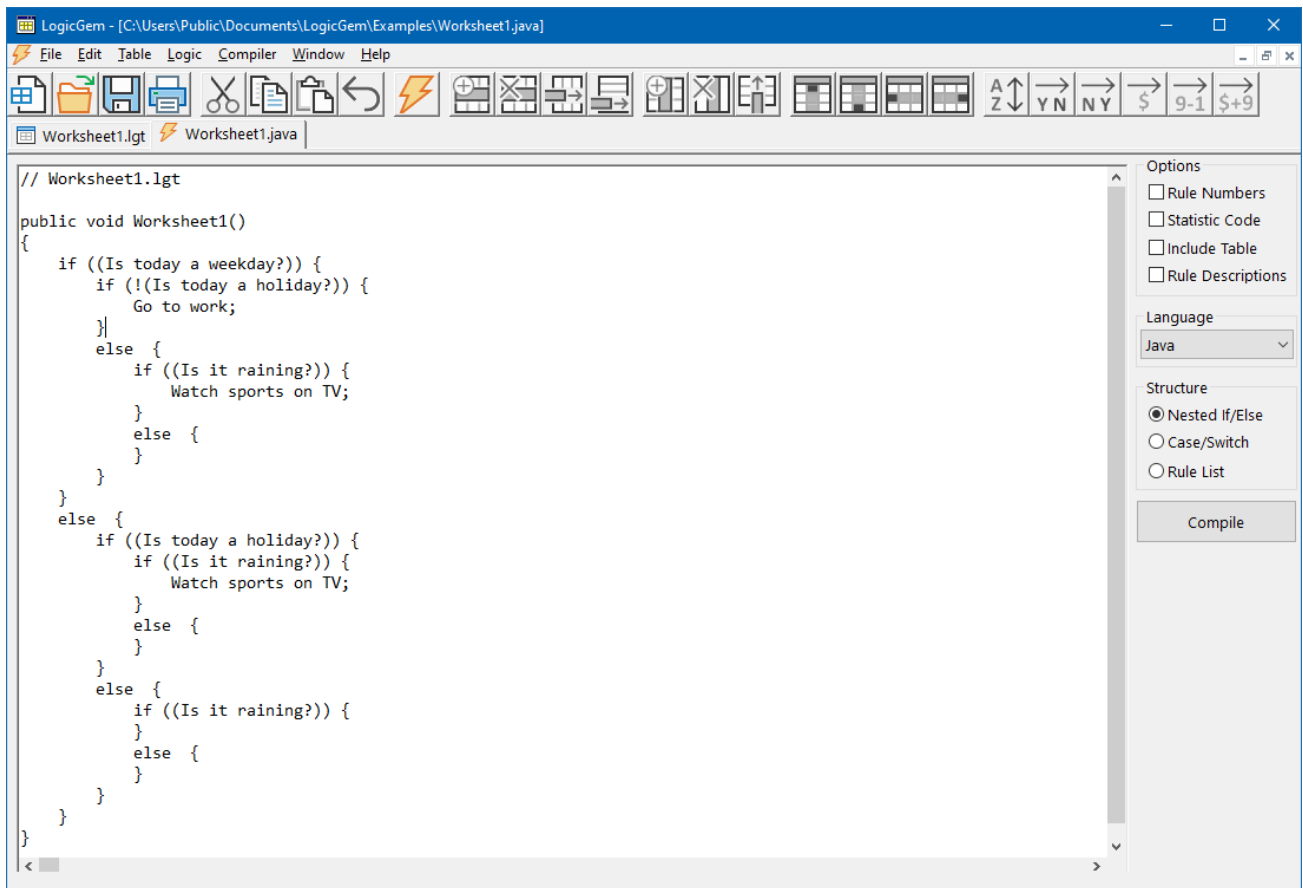 LogicGem - [C:\Users\Public\Documents\LogicGem\Examples\Worksheet1.java]
File Edit Table Logic Compiler Window Help
A Z Y N N Y $ 9-1 $+9
Worksheet1.lgt Worksheet1.java
// Worksheet1.lgt
public void Worksheet1()
{
    if ((Is today a weekday?)) {
        if (!(Is today a holiday?)) {
            Go to work;
        }
        else  {
            if ((Is it raining?)) {
                Watch sports on TV;
            }
            else  {
            }
        }
    }
    else  {
        if ((Is today a holiday?)) {
            if ((Is it raining?)) {
                Watch sports on TV;
            }
            else  {
            }
        }
        else  {
            if ((Is it raining?)) {
            }
            else  {
            }
        }
    }
}
Options
Rule Numbers
Statistic Code
Include Table
Rule Descriptions
Language
Java
Structure
Nested If/Else
Case/Switch
Rule List
Compile